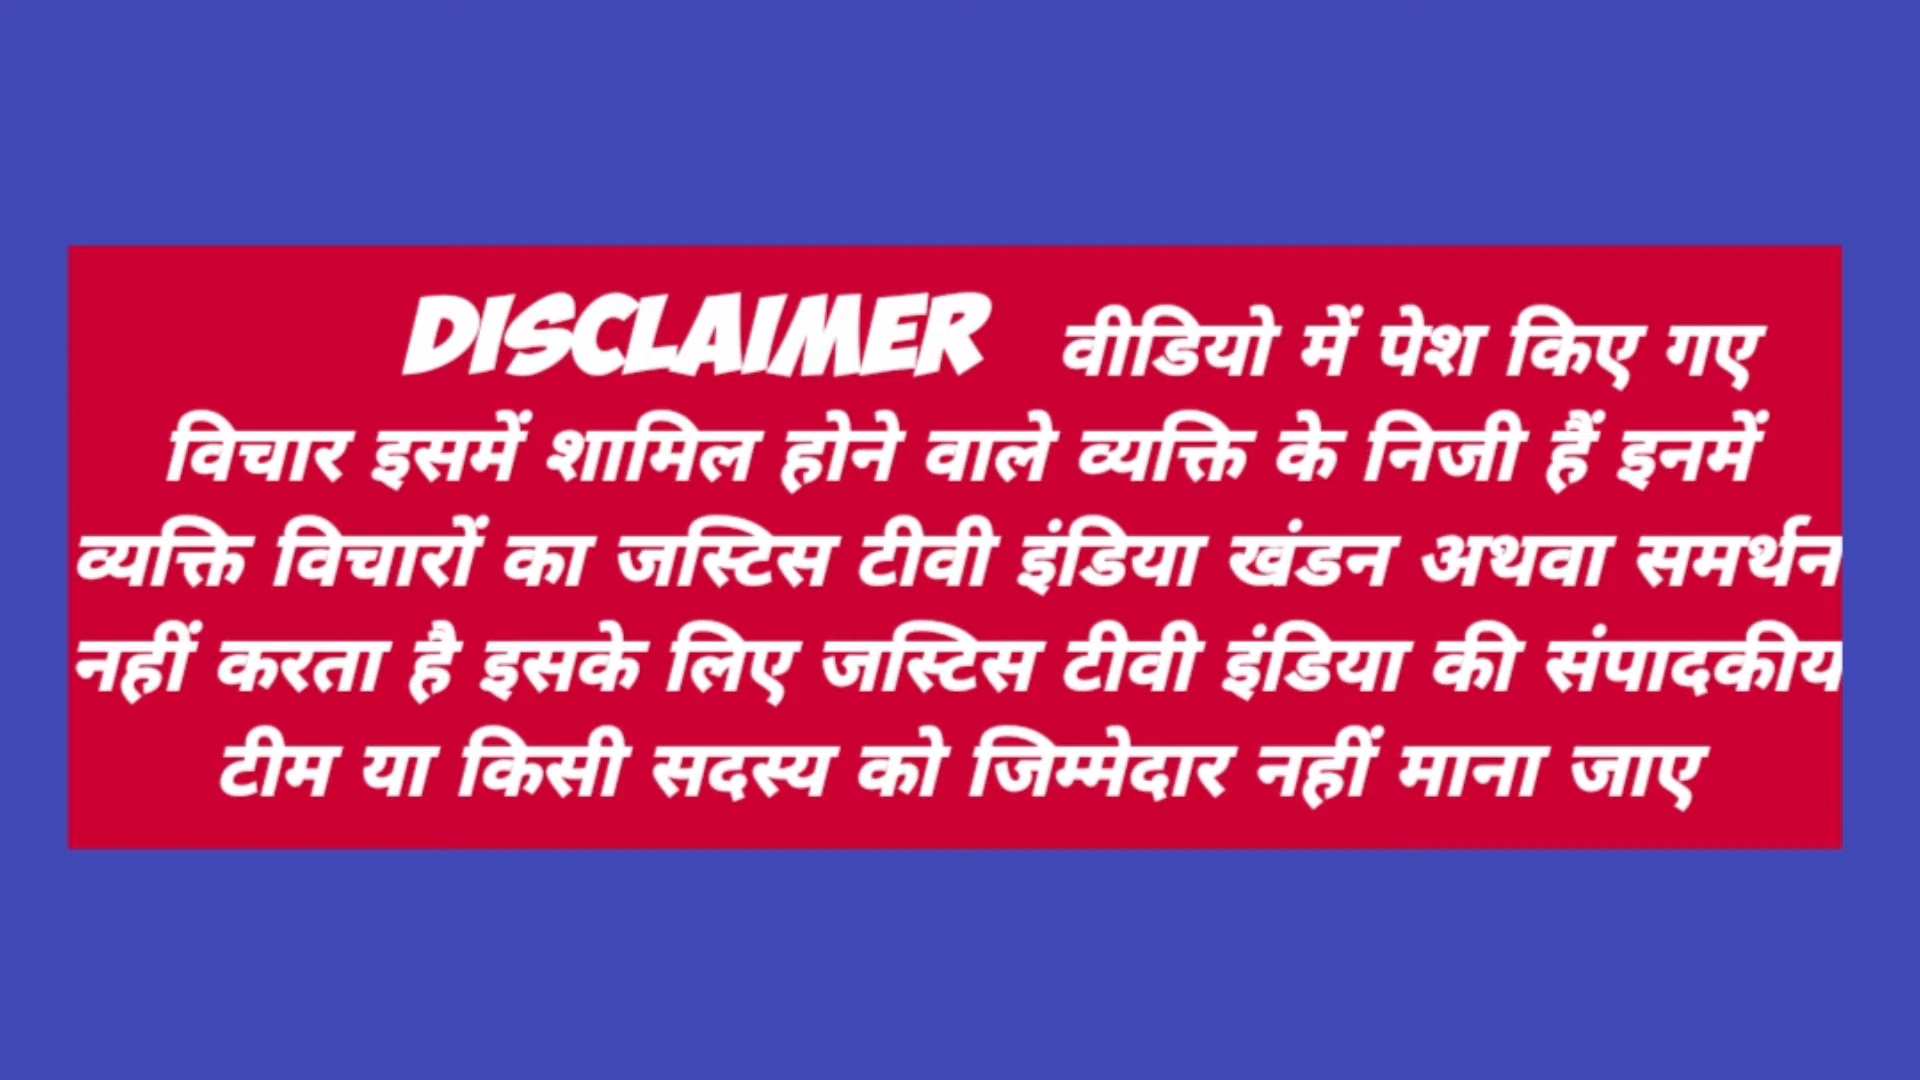 DISCLAIMER वीडियो में पेश किए गए
विचार इसमें शामिल होने वाले व्यक्ति के निजी हैं इनमें
व्यक्ति विचारों का जस्टिस टीवी इंडिया खंडन अथवा समर्थन
नहीं करता है इसके लिए जस्टिस टीवी इंडिया की संपादकीय
टीम या किसी सदस्य को जिम्मेदार नहीं माना जाए